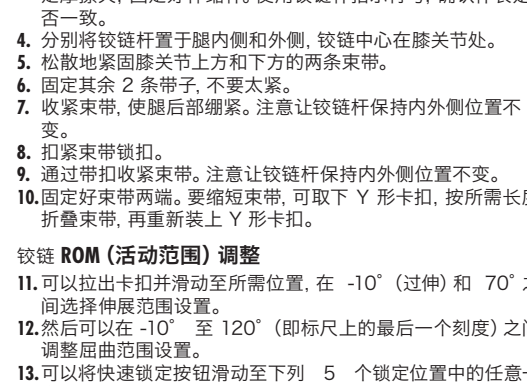 否一致。
4. 分别将铰链杆置于腿内侧和外侧, 铰链中心在膝关节处。
5. 松散地紧固膝关节上方和下方的两条束带。
6. 固定其余 2 条带子, 不要太紧。
7. 收紧束带, 使腿后部绷紧。注意让铰链杆保持内外侧位置不
变。
8. 扣紧束带锁扣。
9. 通过带扣收紧束带。注意让铰链杆保持内外侧位置不变。
10.固定好束带两端。要缩短束带, 可取下 Y 形卡扣, 按所需长度
折叠束带, 再重新装上 Y 形卡扣。
铰链 ROM (活动范围) 调整
11.可以拉出卡扣并滑动至所需位置, 在 -10° (过伸) 和 70° 之
间选择伸展范围设置。
12.然后可以在 -10° 至 120° (即标尺上的最后一个刻度) 之间
调整屈曲范围设置。
13.可以将快速锁定按钮滑动至下列 5 个锁定位置中的任意一